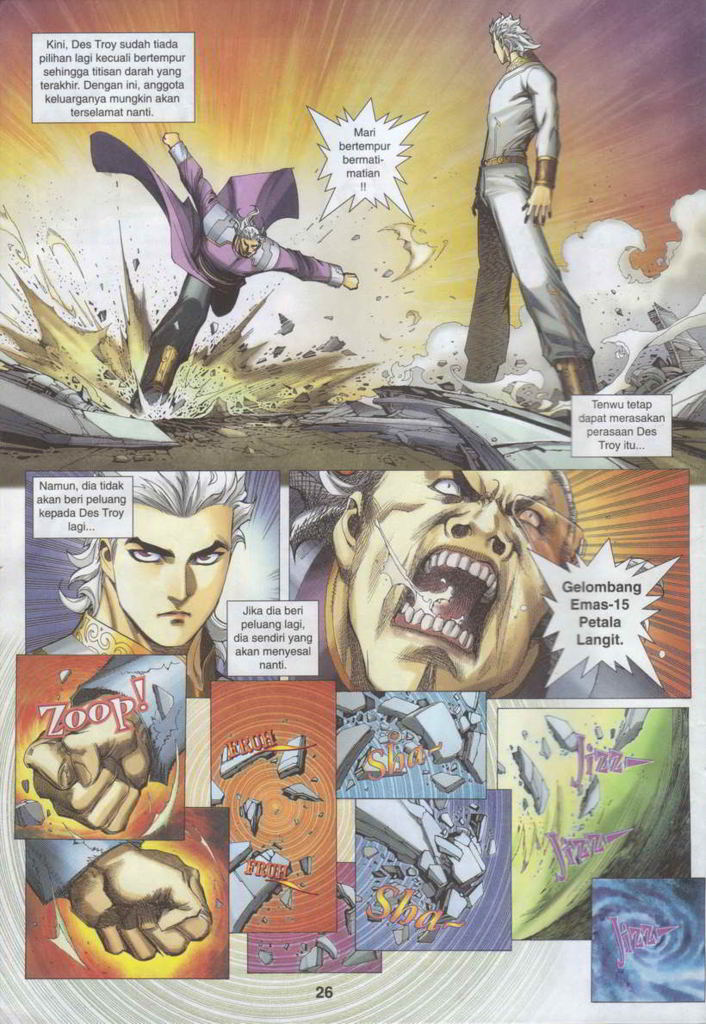 Kini, Des Troy sudah tiada
pilihan lagi kecuali bertempur
sehingga titisan darah yang
terakhir. Dengan ini, anggota
keluarganya mungkin akan
terselamat nanti.
Mari
bertempur
bermati-
matian
!!
Tenwu tetap
dapat merasakan
perasaan Des
Troy itu...
Namun, dia tidak
akan beri peluang
kepada Des Troy
lagi...
Jika dia beri
peluang lagi,
dia sendiri yang
akan menyesal
nanti.
Gelombang
Emas-15
Petala
Langit.
ZOOP!
FRUH
FRUH
Sha~
Sha~
Jizz
Jizz
Jizz
26